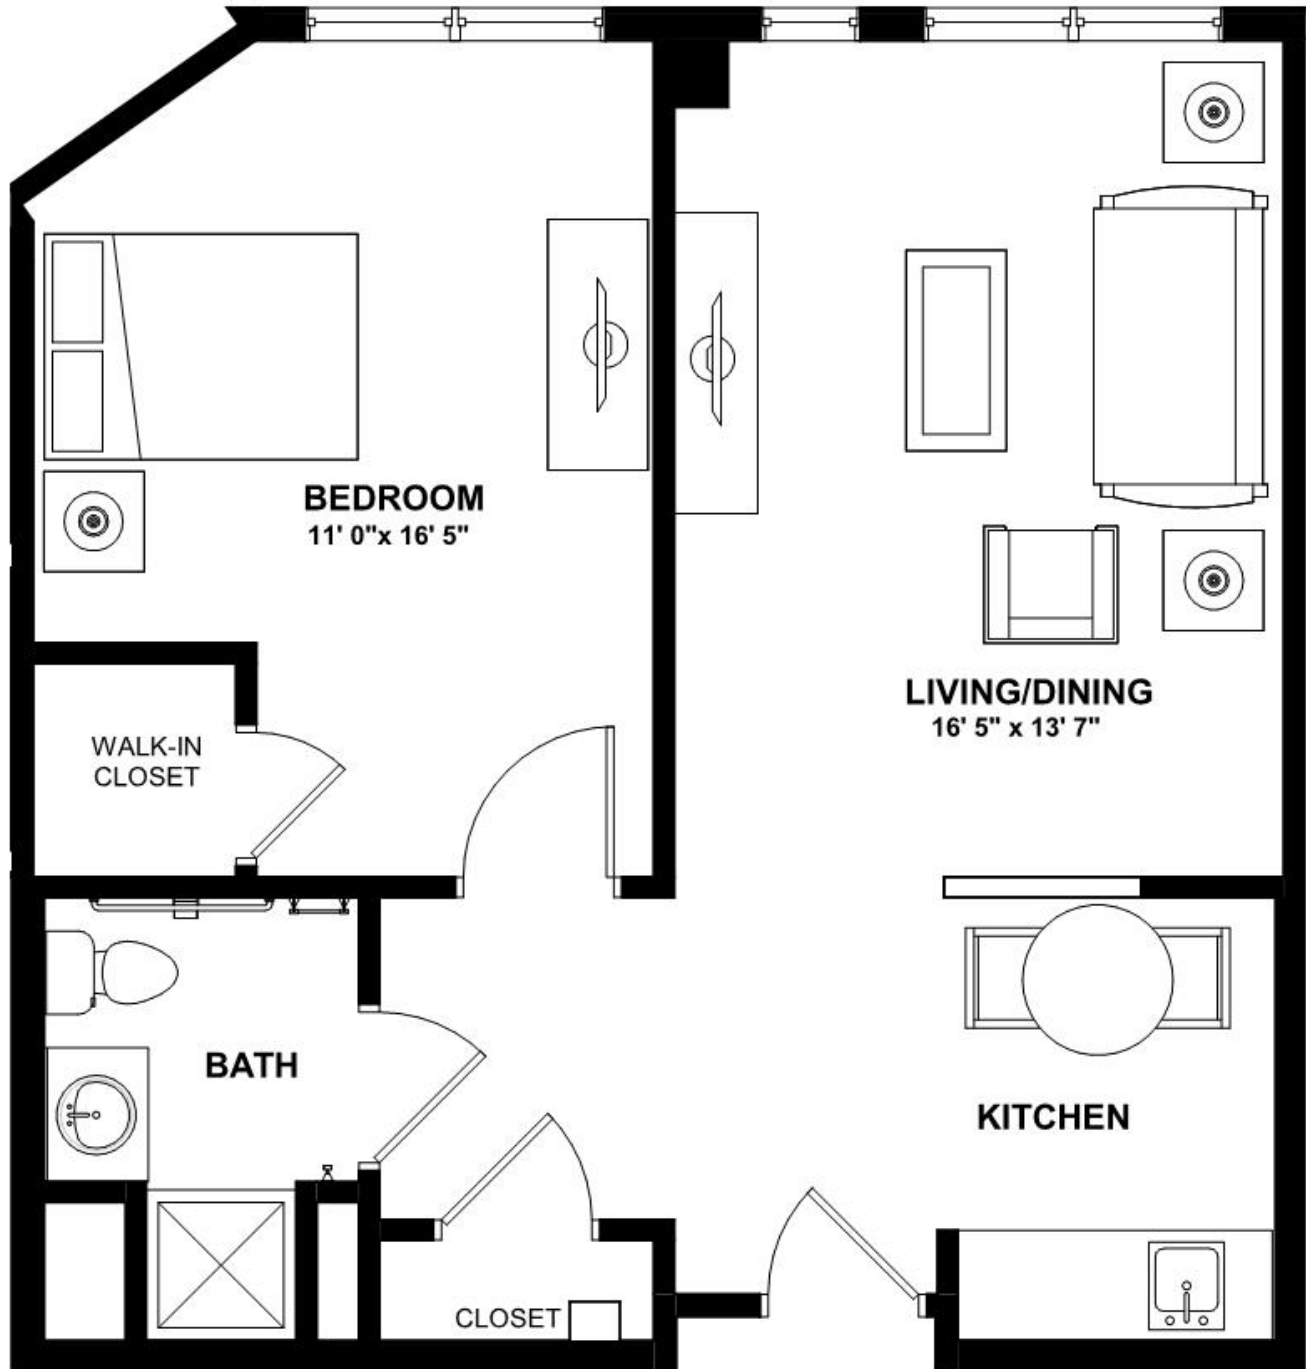 BEDROOM
11' 0"x 16' 5"
LIVING/DINING
16' 5" x 13' 7"
WALK-IN
CLOSET
BATH
KITCHEN
CLOSET